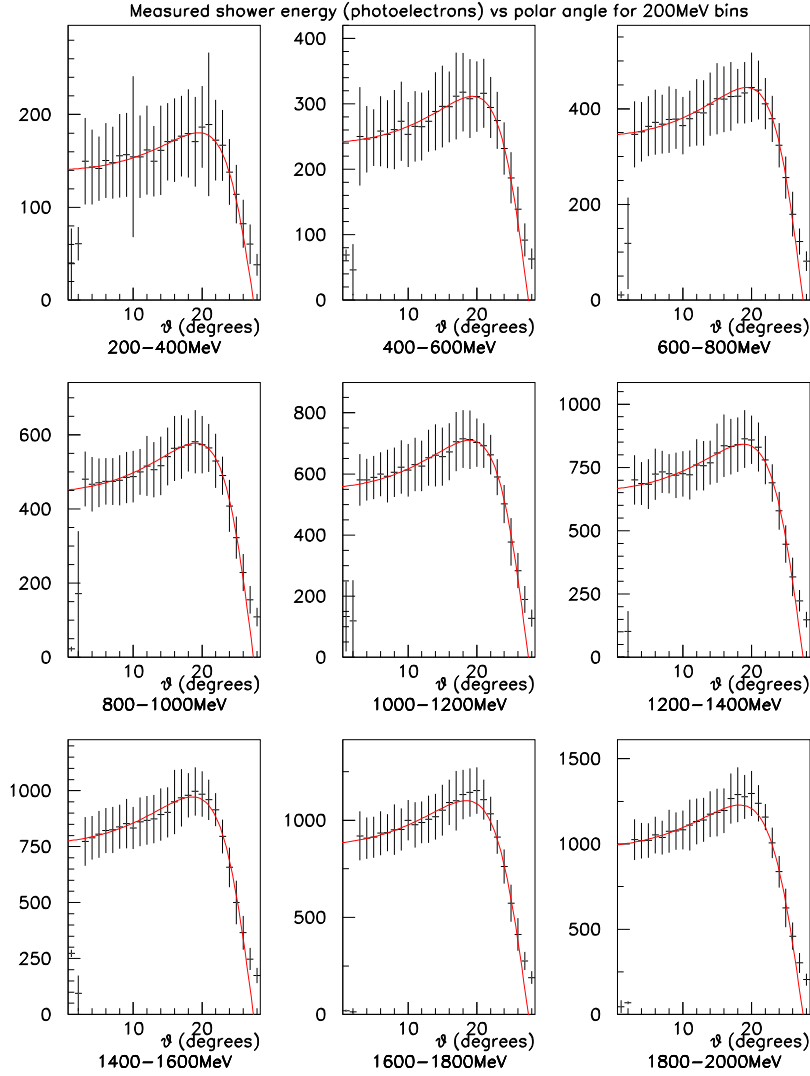 Measured shower energy (photoelectrons) vs polar angle for 200MeV bins
200
100
0
10
20
ϑ (degrees)
200-400MeV
400
300
200
100
0
10
20
ϑ (degrees)
400-600MeV
400
200
0
10
20
ϑ (degrees)
600-800MeV
600
400
200
0
10
20
ϑ (degrees)
800-1000MeV
800
600
400
200
0
10
20
ϑ (degrees)
1000-1200MeV
1000
750
500
250
0
10
20
ϑ (degrees)
1200-1400MeV
1000
750
500
250
0
10
20
ϑ (degrees)
1400-1600MeV
1000
500
0
10
20
ϑ (degrees)
1600-1800MeV
1500
1000
500
0
10
20
ϑ (degrees)
1800-2000MeV